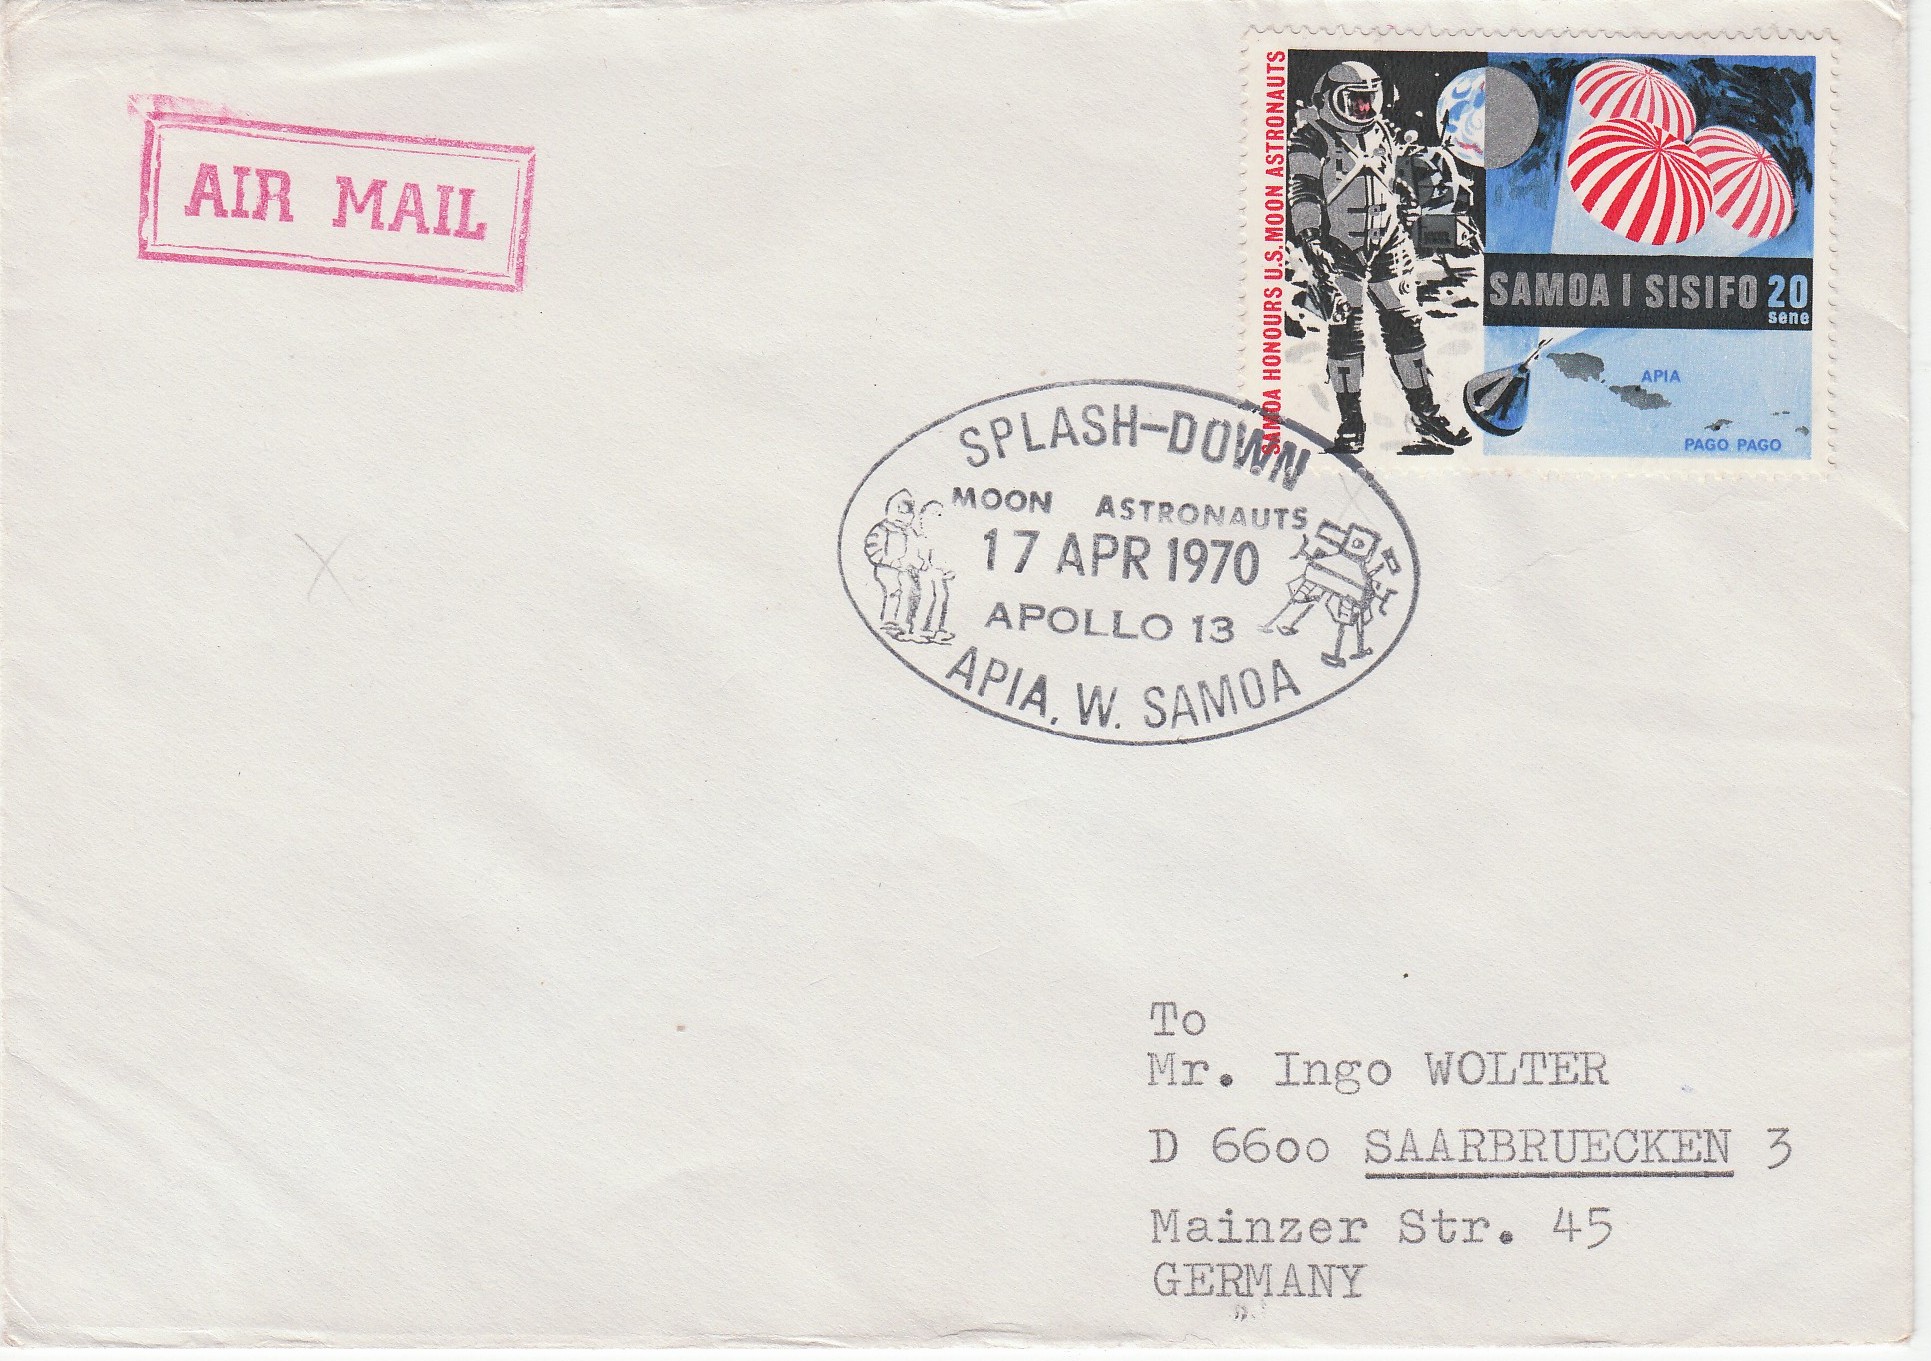 AIR MAIL
SAMOA HONOURS U.S. MOON ASTRONAUTS
SAMOA I SISIFO 20
sene
APIA
PAGO PAGO
SPLASH-DOWN
MOON ASTRONAUTS
17 APR 1970
APOLLO 13
APIA, W. SAMOA
To
Mr. Ingo WOLTER
D 6600 SAARBRUECKEN 3
Mainzer Str. 45
GERMANY